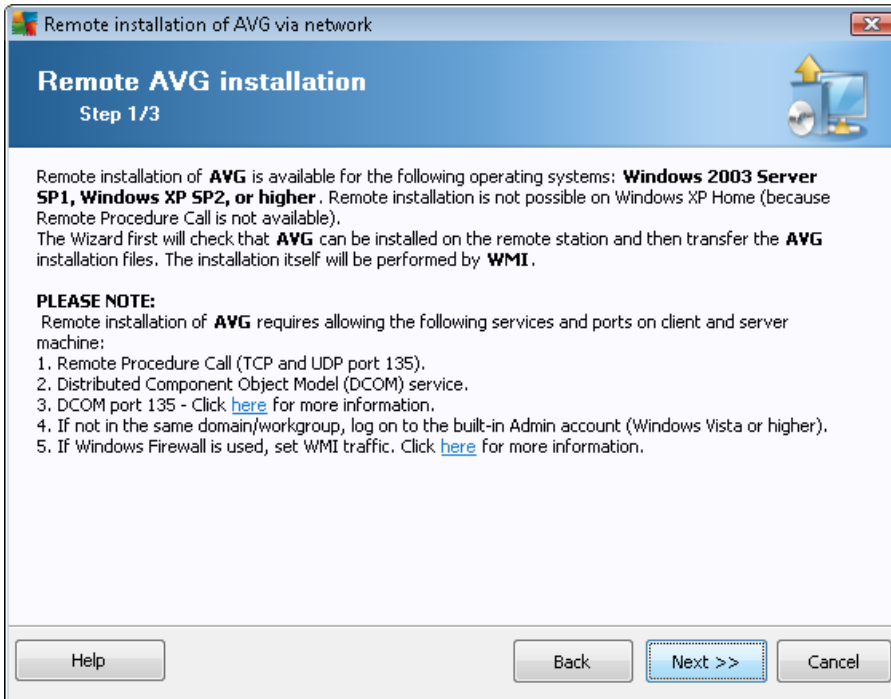 Remote installation of AVG via network
Remote AVG installation
Step 1/3
Remote installation of AVG is available for the following operating systems: Windows 2003 Server
SP1, Windows XP SP2, or higher. Remote installation is not possible on Windows XP Home (because
Remote Procedure Call is not available).
The Wizard first will check that AVG can be installed on the remote station and then transfer the AVG
installation files. The installation itself will be performed by WMI.
PLEASE NOTE:
Remote installation of AVG requires allowing the following services and ports on client and server
machine:
1. Remote Procedure Call (TCP and UDP port 135).
2. Distributed Component Object Model (DCOM) service.
3. DCOM port 135 - Click here for more information.
4. If not in the same domain/workgroup, log on to the built-in Admin account (Windows Vista or higher).
5. If Windows Firewall is used, set WMI traffic. Click here for more information.
Help
Back
Next >>
Cancel